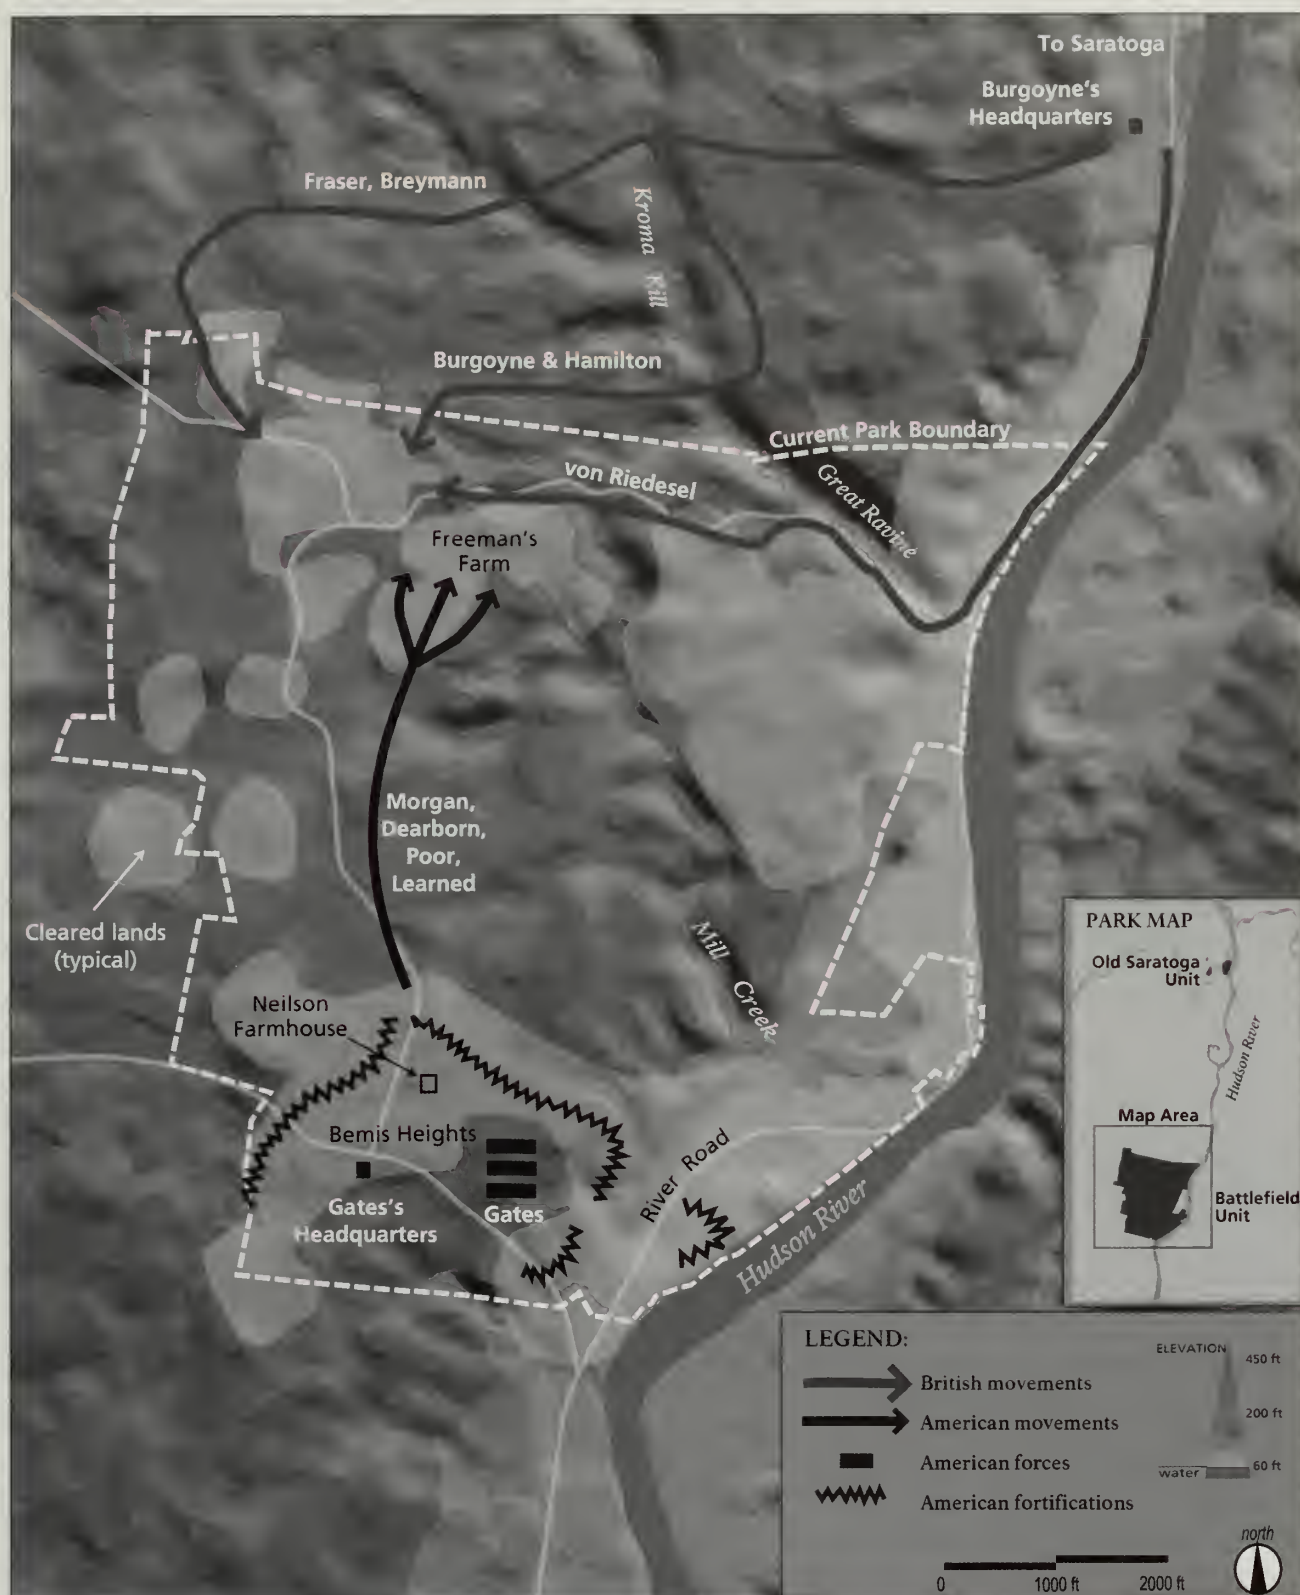 To Saratoga
Burgoyne's
Headquarters
Fraser, Breymann
Kroma Kill
Burgoyne & Hamilton
Current Park Boundary
von Riedesel
Great Ravine
Freeman's
Farm
Morgan,
Dearborn,
Poor,
Learned
Cleared lands
(typical)
Mill Creek
Neilson
Farmhouse
Bemis Heights
Gates's
Headquarters
Gates
River Road
Hudson River
PARK MAP
Old Saratoga
Unit
Hudson River
Map Area
Battlefield
Unit
LEGEND:
British movements
American movements
American forces
American fortifications
ELEVATION
450 ft
200 ft
60 ft
water
north
0 1000 ft 2000 ft